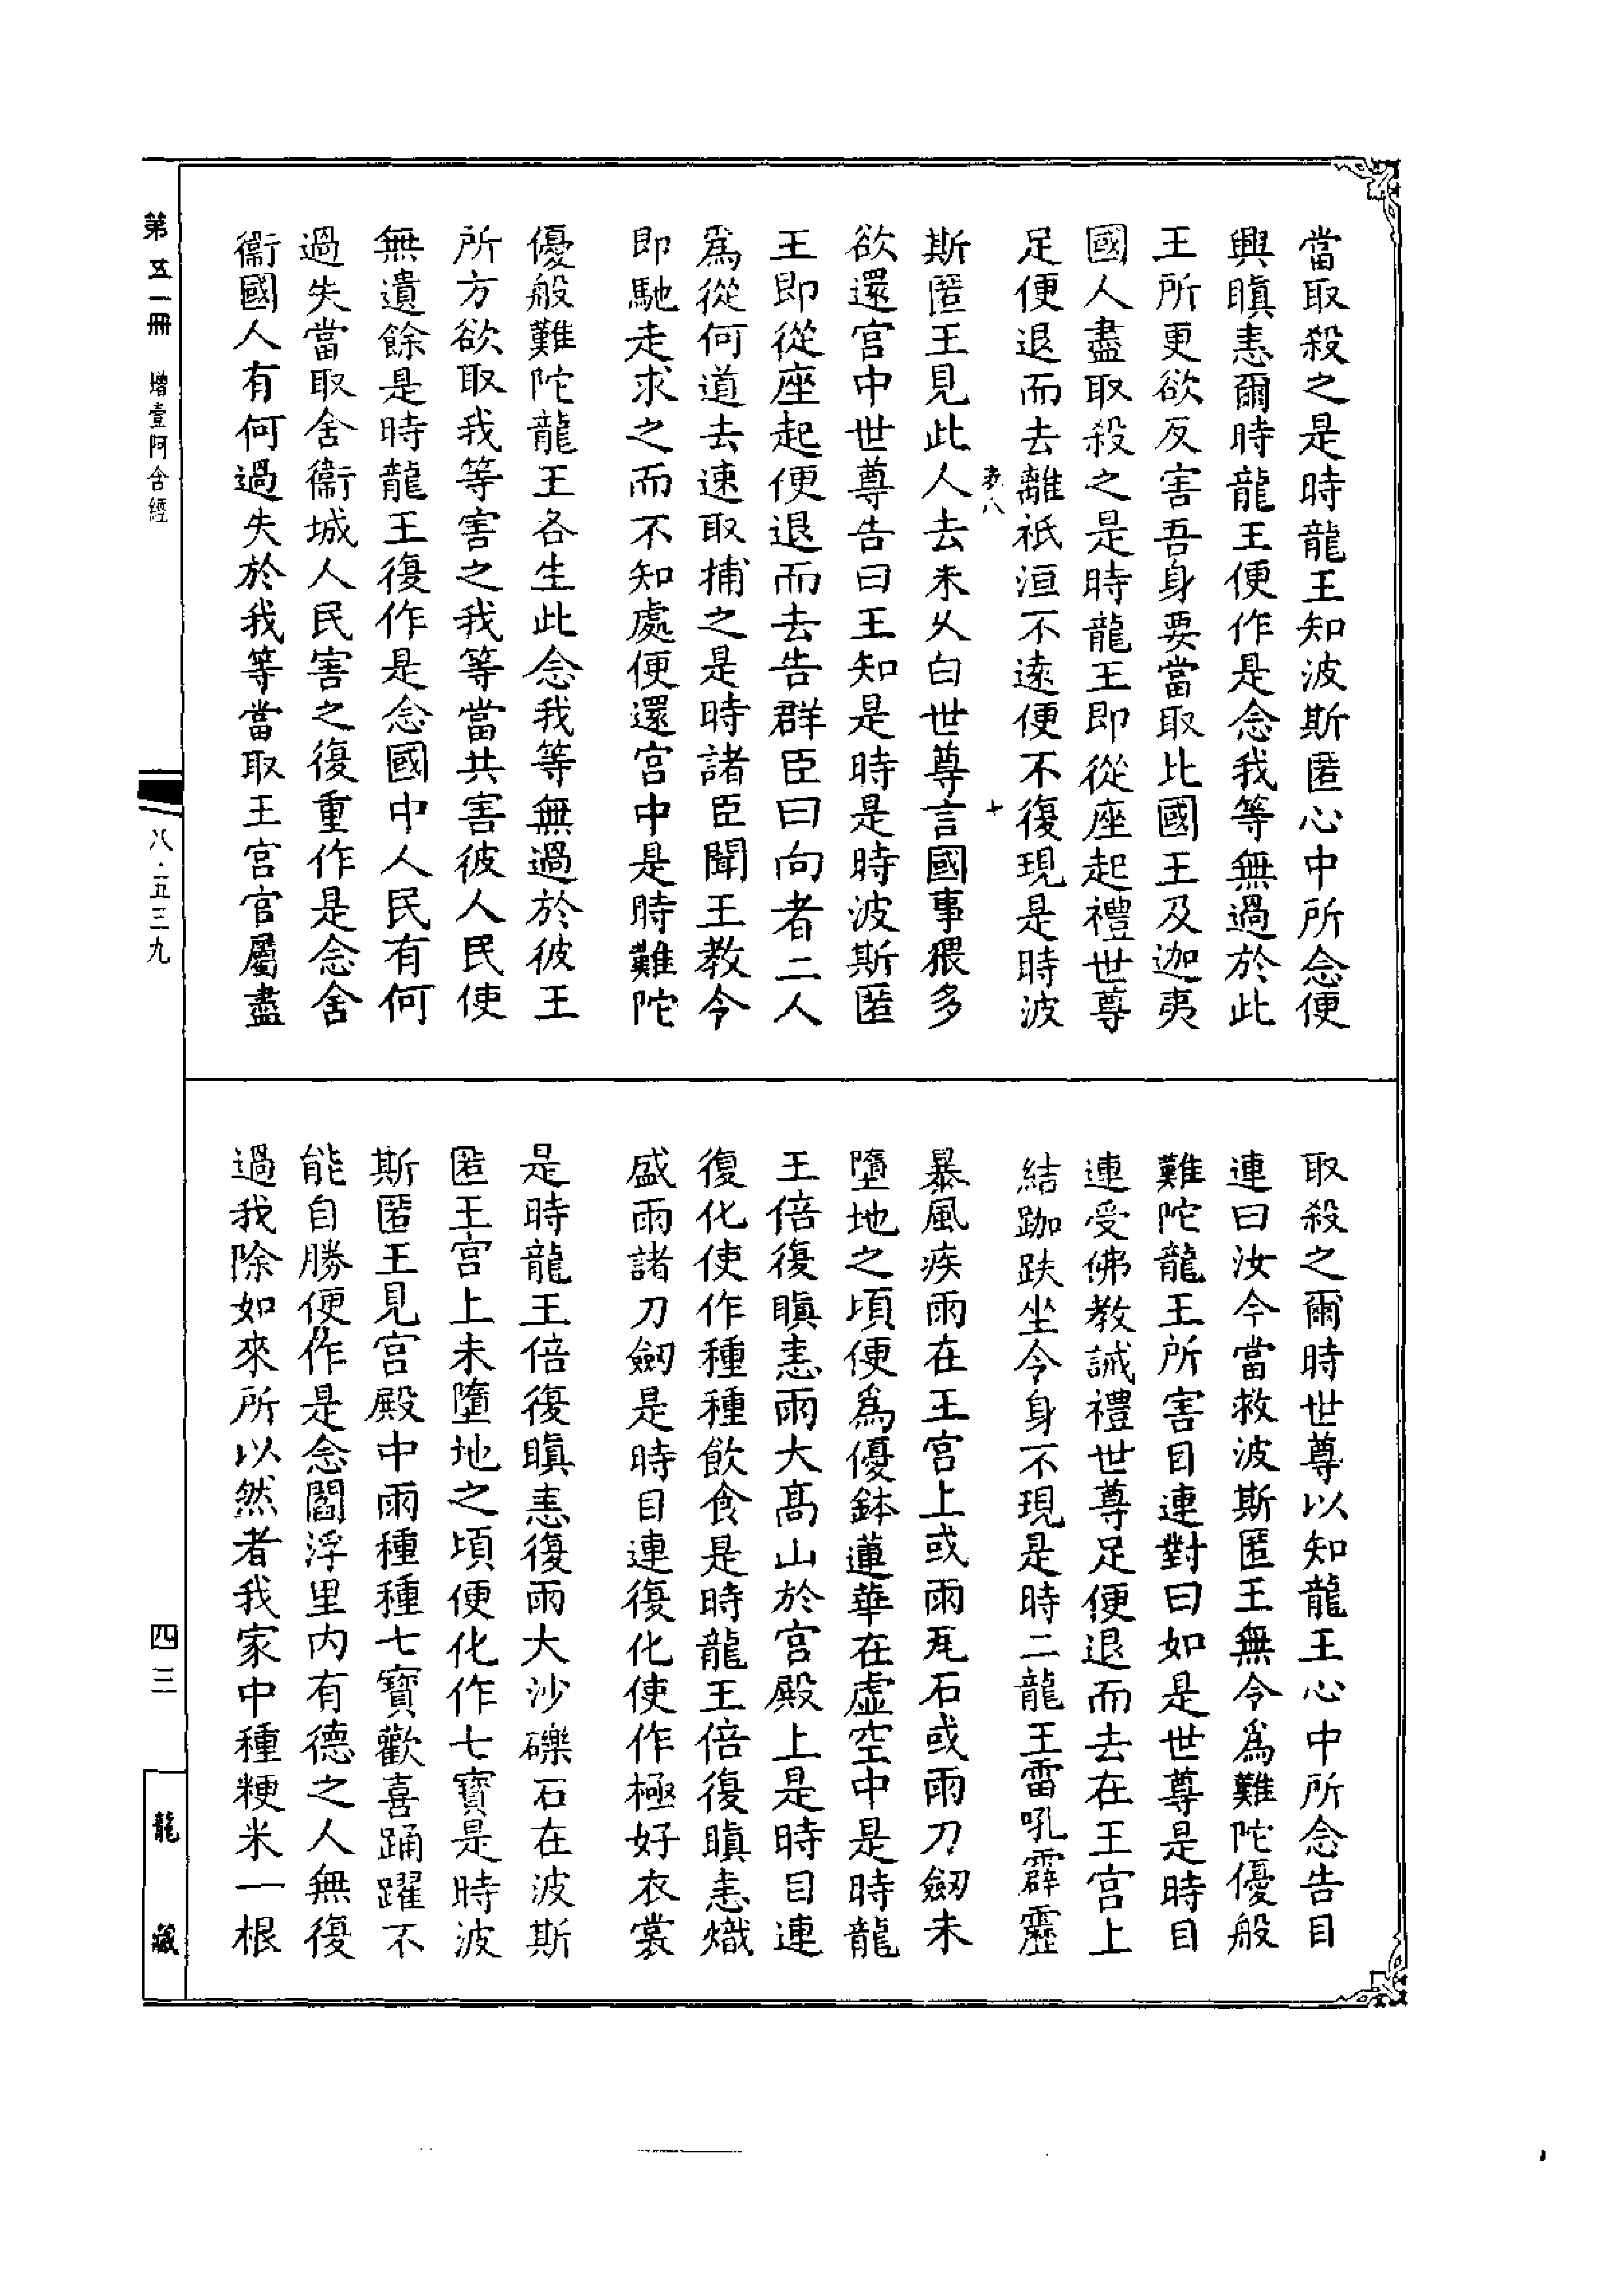 當取殺之是時龍王知波斯匿心中所念便
興瞋恚爾時龍王便作是念我等無過於此
王所更欲反害吾身要當取比國王及迦夷
國人盡取殺之是時龍王即從座起禮世尊
足便退而去離祇洹不遠便不復現是時波
十
斯匿王見此人去未久白世尊言國事猥多
欲還宮中世尊告曰王知是時是時波斯匿
王即從座起便退而去告群臣曰向者二人
為從何道去速取捕之是時諸臣聞王教令
即馳走求之而不知處便還宮中是時難陀
優般難陀龍王各生此念我等無過於彼王
所方欲取我等害之我等當共害彼人民使
無遺餘是時龍王復作是念國中人民有何
過失當取舍衞城人民害之復重作是念舍
衞國人有何過失於我等當取王宮官屬盡
取殺之爾時世尊以知龍王心中所念告目
連曰汝今當救波斯匿王無令為難陀優般
難陀龍王所害目連對曰如是世尊是時目
連受佛教誡禮世尊足便退而去在王宮上
結跏趺坐令身不現是時二龍王雷吼霹靂
暴風疾雨在王宮上或雨瓦石或雨刀劒未
墮地之頃便為優鉢蓮華在虛空中是時龍
王倍復瞋恚雨大高山於宮殿上是時目連
復化使作種種飲食是時龍王倍復瞋恚熾
盛雨諸刀劒是時目連復化使作極好衣裳
是時龍王倍復瞋恚復雨大沙礫石在波斯
匿王宮上未墮地之頃便化作七寶是時波
斯匿王見宮殿中雨種種七寶歡喜踊躍不
能自勝便作是念閻浮里內有德之人無復
過我除如來所以然者我家中種粳米一根
第五一冊 增壹阿含經
八·五三九
四三
龍藏